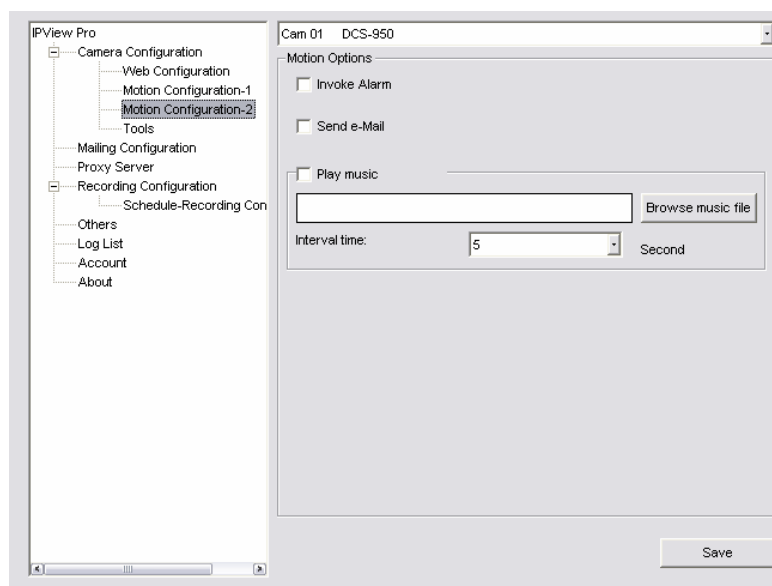 IPView Pro
Camera Configuration
Web Configuration
Motion Configuration-1
Motion Configuration-2
Tools
Mailing Configuration
Proxy Server
Recording Configuration
Schedule-Recording Con
Others
Log List
Account
About
Cam 01 DCS-950
Motion Options
Invoke Alarm
Send e-Mail
Play music
Browse music file
Interval time: 5 Second
Save